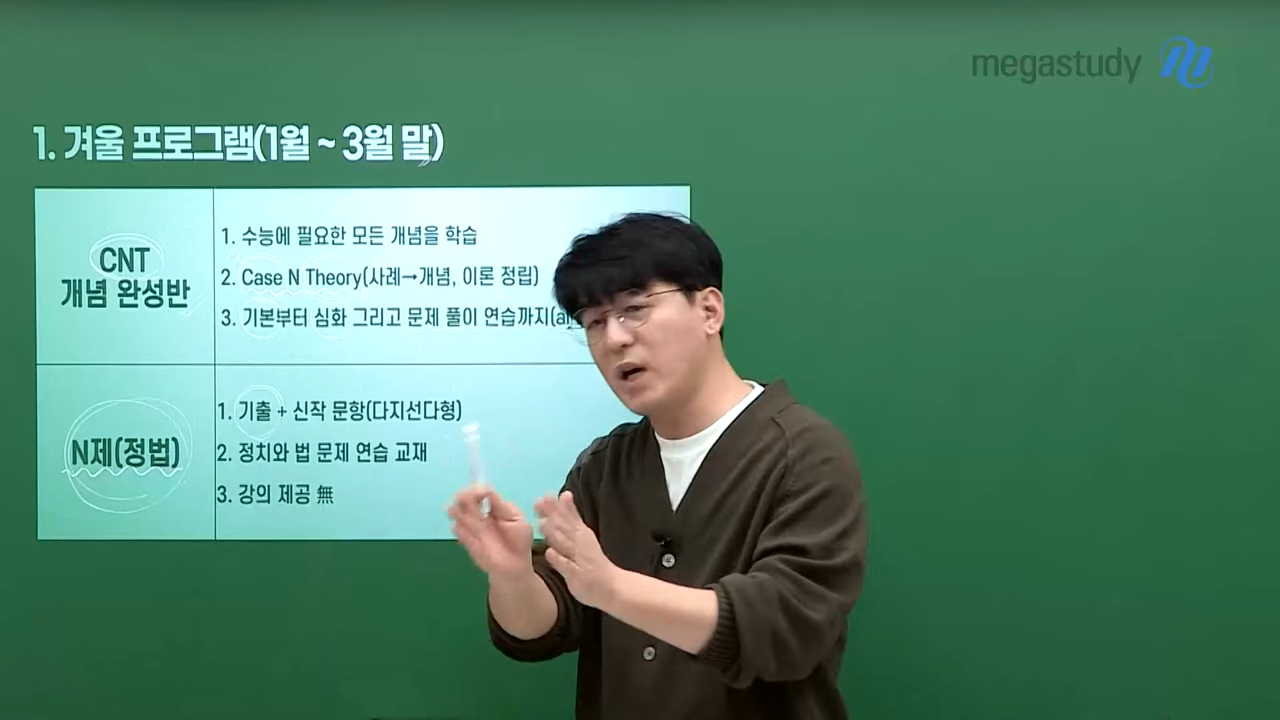 megastudy
1. 겨울 프로그램(1월 ~ 3월 말)
CNT
개념 완성반
1. 수능에 필요한 모든 개념을 학습
2. Case N Theory(사례→개념, 이론 정립)
3. 기본부터 심화 그리고 문제 풀이 연습까지(al
N제(정법)
1. 기출 + 신작 문항(다지선다형)
2. 정치와 법 문제 연습 교재
3. 강의 제공 無